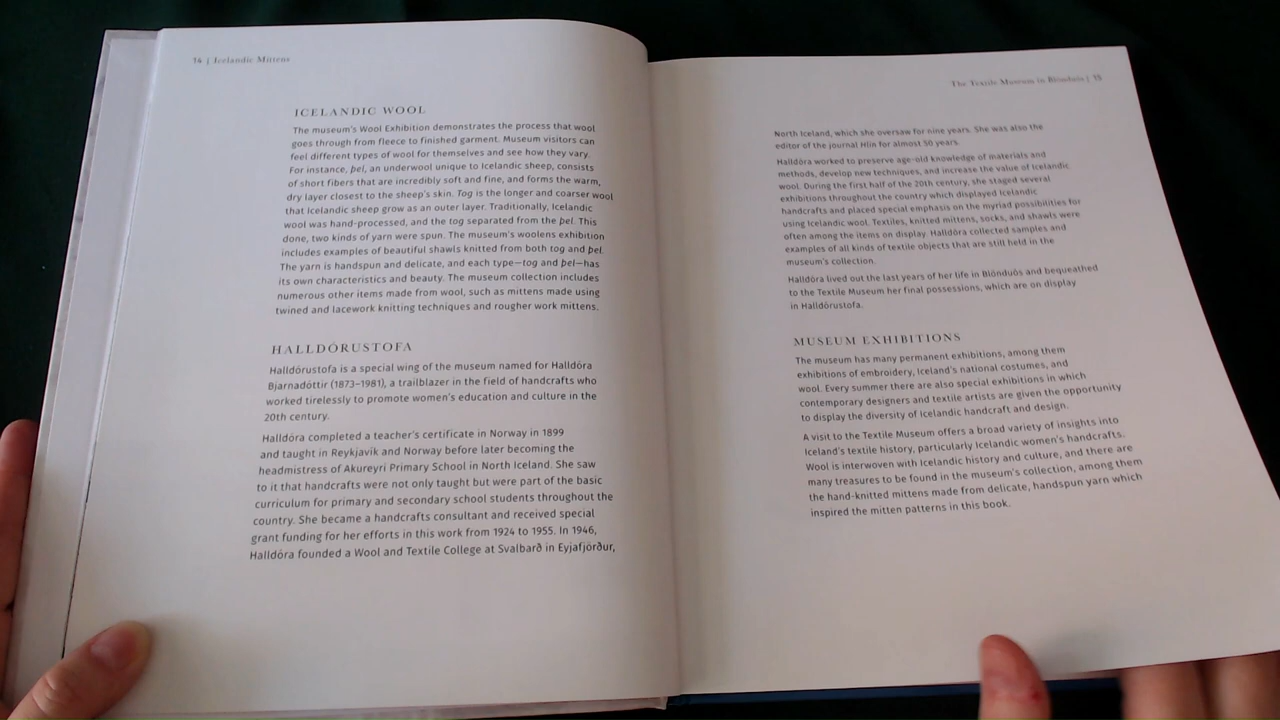 | Icelandic Mittens
ICELANDIC WOOL
The museum's Wool Exhibition demonstrates the process that wool
goes through from fleece to finished garment. Museum visitors can
feel different types of wool for themselves and see how they vary.
For instance, þel, an underwool unique to Icelandic sheep, consists
of short fibers that are incredibly soft and fine, and forms the warm,
dry layer closest to the sheep's skin. Tog is the longer and coarser wool
that Icelandic sheep grow as an outer layer. Traditionally, Icelandic
wool was hand-processed, and the tog separated from the þel. This
done, two kinds of yarn were spun. The museum's woolens exhibition
includes examples of beautiful shawls knitted from both tog and þel.
The yarn is handspun and delicate, and each type—tog and þel—has
its own characteristics and beauty. The museum collection includes
numerous other items made from wool, such as mittens made using
twined and lacework knitting techniques and rougher work mittens.
HALLDÓRUSTOFA
Halldórustofa is a special wing of the museum named for Halldóra
Bjarnadóttir (1873–1981), a trailblazer in the field of handcrafts who
worked tirelessly to promote women's education and culture in the
20th century.
Halldóra completed a teacher's certificate in Norway in 1899
and taught in Reykjavík and Norway before later becoming the
headmistress of Akureyri Primary School in North Iceland. She saw
to it that handcrafts were not only taught but were part of the basic
curriculum for primary and secondary school students throughout the
country. She became a handcrafts consultant and received special
grant funding for her efforts in this work from 1924 to 1955. In 1946,
Halldóra founded a Wool and Textile College at Svalbarð in Eyjafjörður,
The Textile Museum in Blönduós |
North Iceland, which she oversaw for nine years. She was also the
editor of the journal Hlín for almost 50 years.
Halldóra worked to preserve age-old knowledge of materials and
methods, develop new techniques, and increase the value of Icelandic
wool. During the first half of the 20th century, she staged several
exhibitions throughout the country which displayed Icelandic
handcrafts and placed special emphasis on the myriad possibilities for
using Icelandic wool. Textiles, knitted mittens, socks, and shawls were
often among the items on display. Halldóra collected samples and
examples of all kinds of textile objects that are still held in the
museum's collection.
Halldóra lived out the last years of her life in Blönduós and bequeathed
to the Textile Museum her final possessions, which are on display
in Halldórustofa.
MUSEUM EXHIBITIONS
The museum has many permanent exhibitions, among them
exhibitions of embroidery, Iceland's national costumes, and
wool. Every summer there are also special exhibitions in which
contemporary designers and textile artists are given the opportunity
to display the diversity of Icelandic handcraft and design.
A visit to the Textile Museum offers a broad variety of insights into
Iceland's textile history, particularly Icelandic women's handcrafts.
Wool is interwoven with Icelandic history and culture, and there are
many treasures to be found in the museum's collection, among them
the hand-knitted mittens made from delicate, handspun yarn which
inspired the mitten patterns in this book.